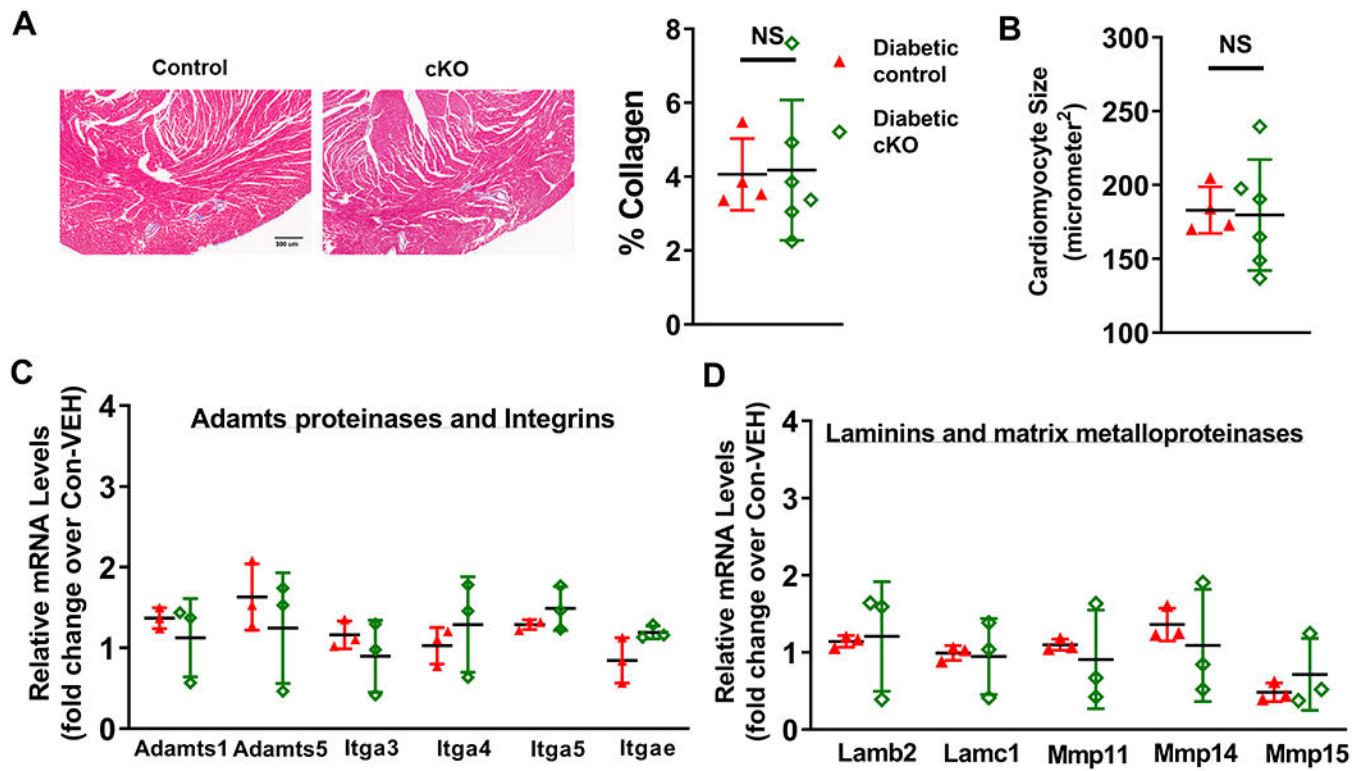 A
Control
cKO
300 um
% Collagen
8
6
4
2
0
NS
Diabetic
control
Diabetic
cKO
B
Cardiomyocyte Size
(micrometer2)
300
250
200
150
100
NS
C
Relative mRNA Levels
(fold change over Con-VEH)
4
3
2
1
0
Adamts proteinases and Integrins
Adamts1 Adamts5 Itga3 Itga4 Itga5 Itgae
D
Relative mRNA Levels
(fold change over Con-VEH)
4
3
2
1
0
Laminins and matrix metalloproteinases
Lamb2 Lamc1 Mmp11 Mmp14 Mmp15